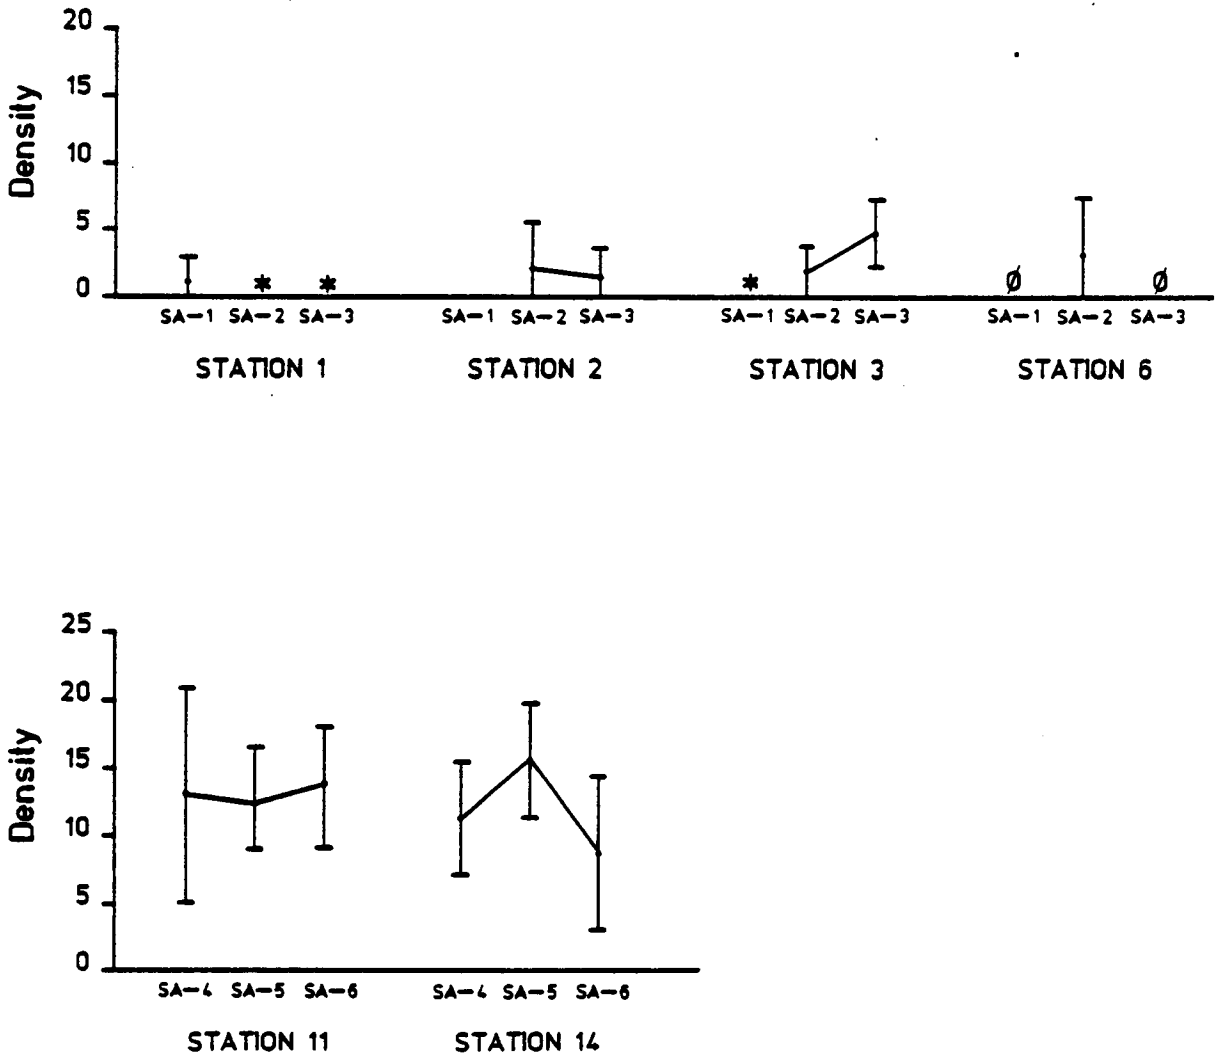 20
15
10
5
0
Density
* * * Ø Ø
SA-1 SA-2 SA-3 SA-1 SA-2 SA-3 SA-1 SA-2 SA-3 SA-1 SA-2 SA-3
STATION 1 STATION 2 STATION 3 STATION 6
25
20
15
10
5
0
Density
SA-4 SA-5 SA-6 SA-4 SA-5 SA-6
STATION 11 STATION 14